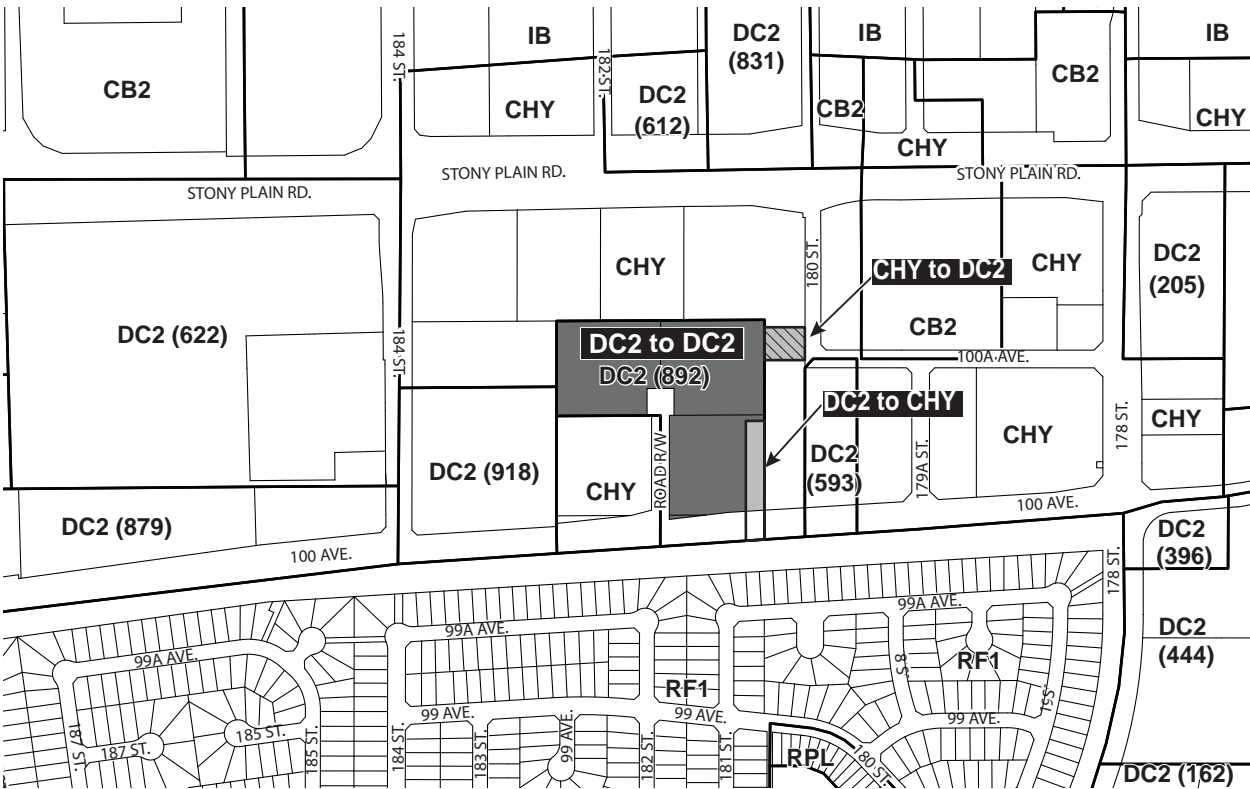 IB
DC2
(831)
IB
IB
CB2
184 ST.
182 ST.
CB2
CHY
DC2
(612)
CB2
CHY
CHY
STONY PLAIN RD.
STONY PLAIN RD.
STONY PLAIN RD.
180 ST.
CHY
CHY to DC2
CHY
DC2
(205)
DC2 (622)
184 ST.
DC2 to DC2
DC2 (892)
CB2
100A AVE.
DC2 to CHY
178 ST.
CHY
DC2 (918)
CHY
ROAD R/W
DC2
(593)
179A ST.
CHY
100 AVE.
DC2 (879)
100 AVE.
DC2
(396)
178 ST.
99A AVE.
99A AVE.
99A AVE.
DC2
(444)
RF1
RF1
99 AVE.
99 AVE.
99 AVE.
187 ST.
187 ST.
185 ST.
185 ST.
184 ST.
183 ST.
99 AVE.
182 ST.
181 ST.
RPL
180 ST.
DC2 (162)